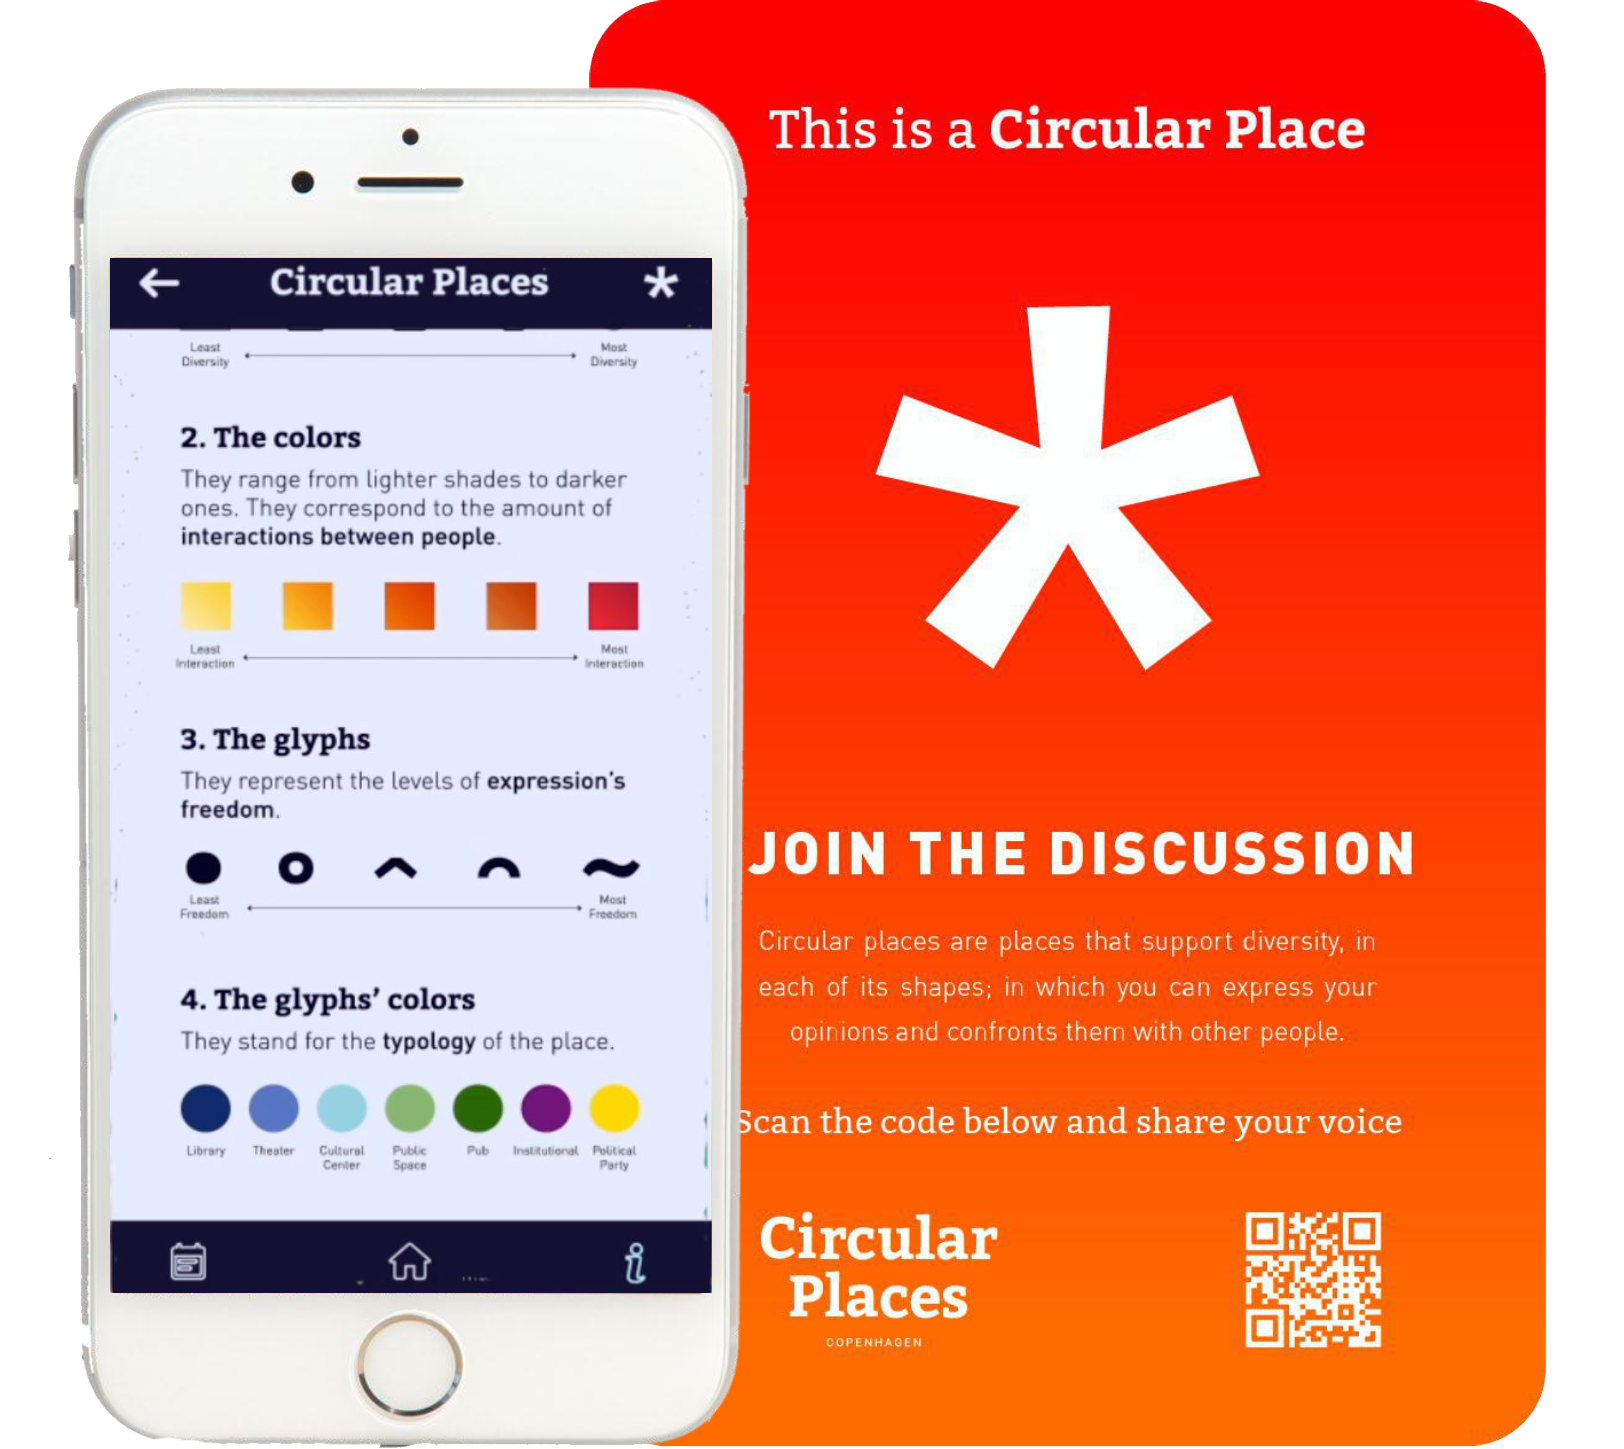 This is a Circular Place
Circular Places
Least
Diversity
Most
Diversity
2. The colors
They range from lighter shades to darker
ones. They correspond to the amount of
interactions between people.
Least
Interaction
Most
Interaction
3. The glyphs
They represent the levels of expression's
freedom.
Least
Freedom
Most
Freedom
4. The glyphs' colors
They stand for the typology of the place.
Library
Theater
Cultural
Center
Public
Space
Pub
Institutional
Political
Party
JOIN THE DISCUSSION
Circular places are places that support diversity, in
each of its shapes; in which you can express your
opinions and confronts them with other people.
Scan the code below and share your voice
Circular
Places
COPENHAGEN